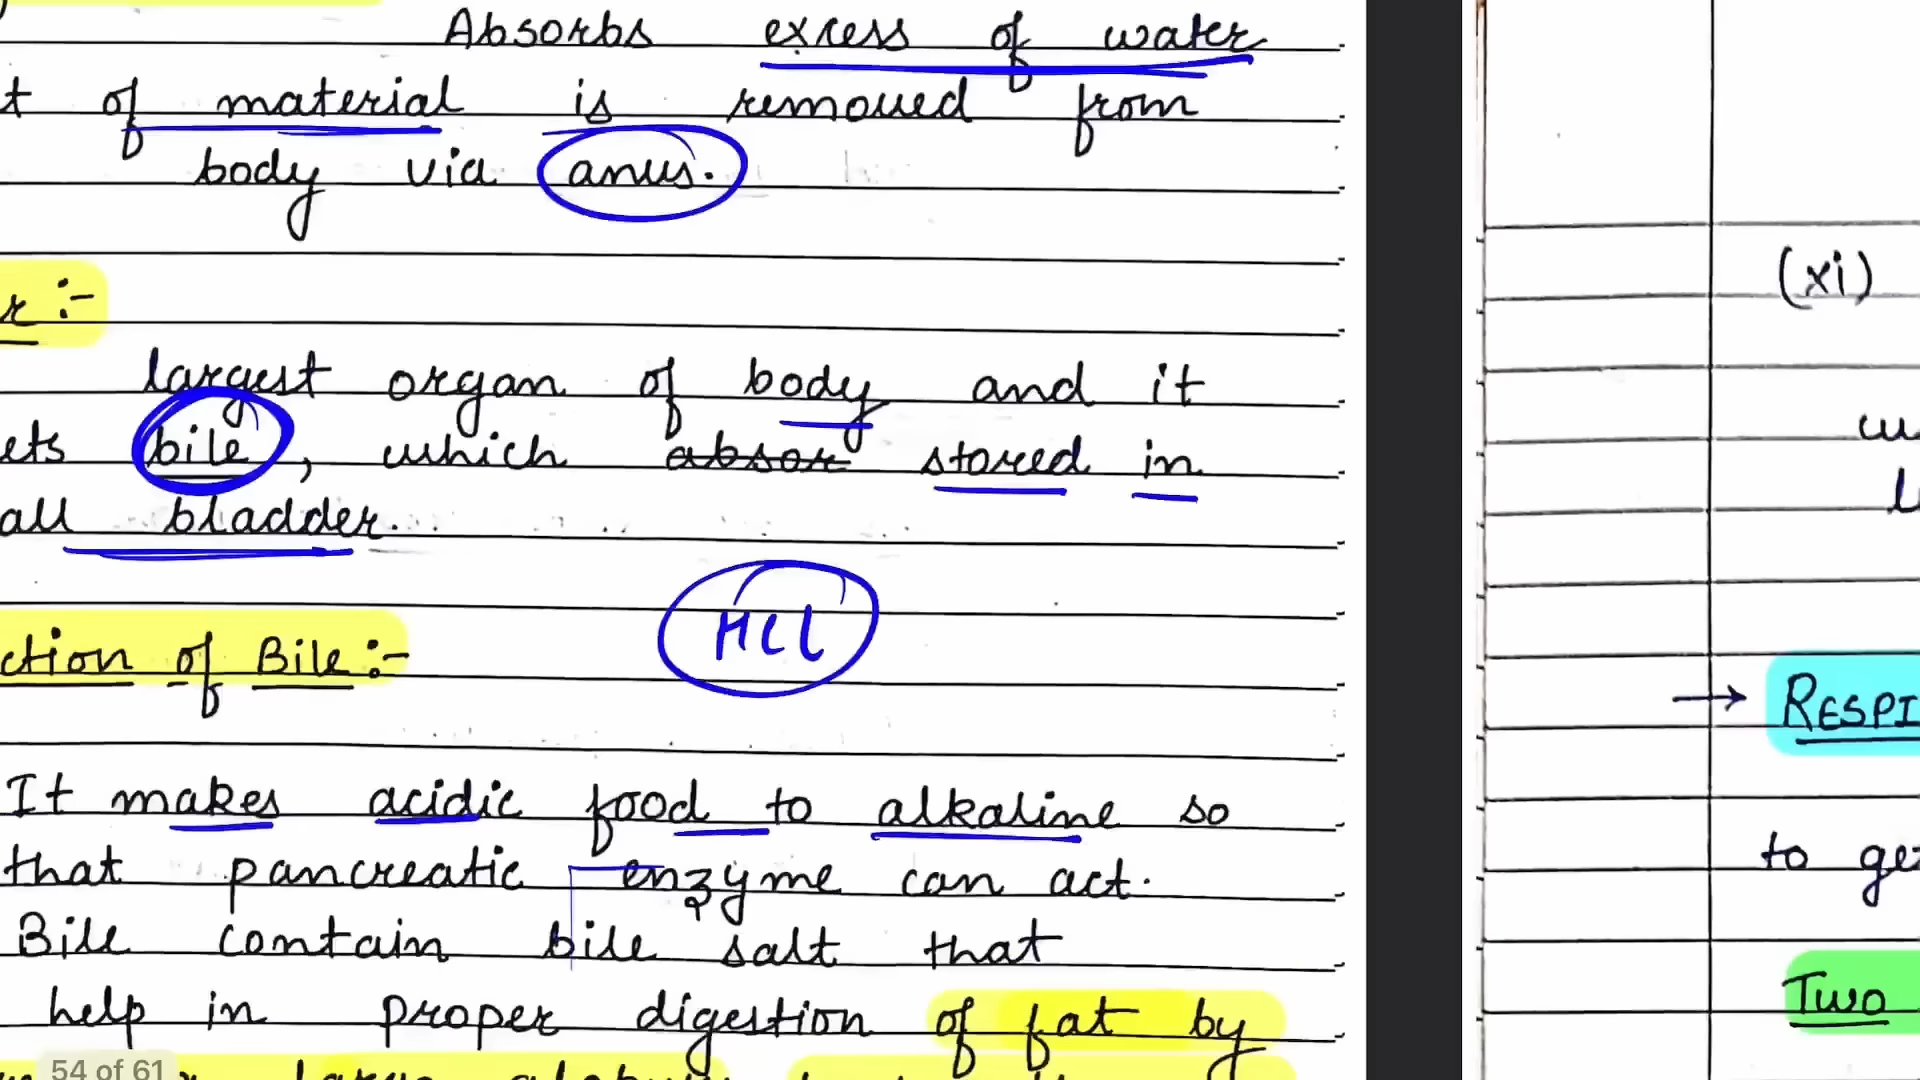 Absorbs excess of water
t of material is removed from
body via anus.
r :-
largest organ of body and it
ets bile, which absor stored in
all bladder.
HCl
ction of Bile :-
It makes acidic food to alkaline so
that pancreatic enzyme can act.
Bile contain bile salt that
help in proper digestion of fat by
54 of 61
(xi)
→ RESPI
to ge
TWO